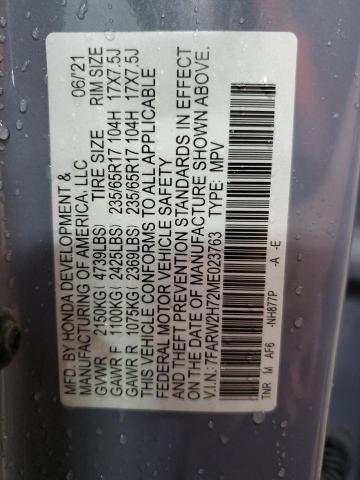 MFD. BY HONDA DEVELOPMENT & 06/'21
MANUFACTURING OF AMERICA, LLC
TIRE SIZE RIM SIZE
GVWR 2150KG( 4739LBS)
GAWR F 1100KG( 2425LBS) 235/65R17 104H 17X7.5J
GAWR R 1075KG( 2369LBS) 235/65R17 104H 17X7.5J
THIS VEHICLE CONFORMS TO ALL APPLICABLE
FEDERAL MOTOR VEHICLE SAFETY
AND THEFT PREVENTION STANDARDS IN EFFECT
ON THE DATE OF MANUFACTURE SHOWN ABOVE.
V.I.N.: 7FARW2H72ME023763 TYPE: MPV
TNR M AF6 -NH877P -A -E